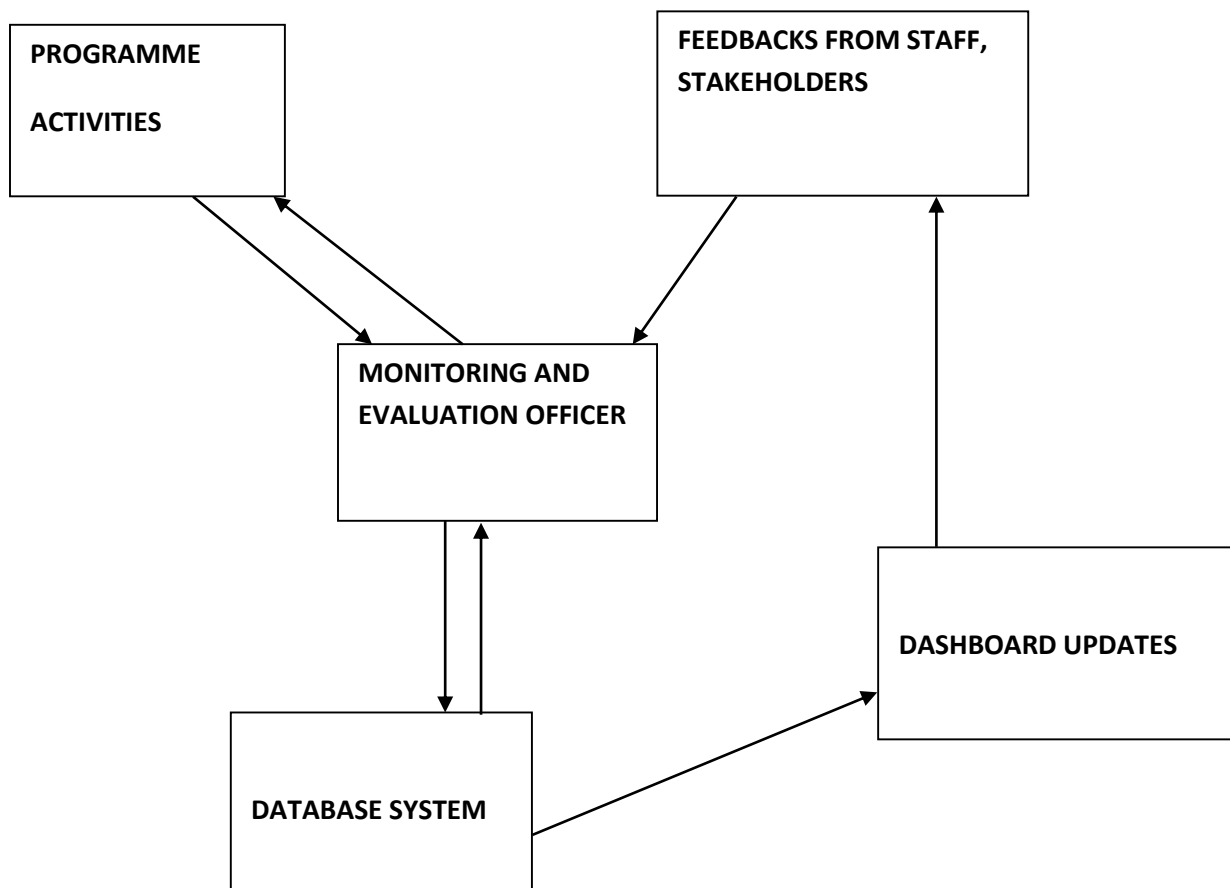 PROGRAMME
ACTIVITIES
FEEDBACKS FROM STAFF,
STAKEHOLDERS
MONITORING AND
EVALUATION OFFICER
DASHBOARD UPDATES
DATABASE SYSTEM